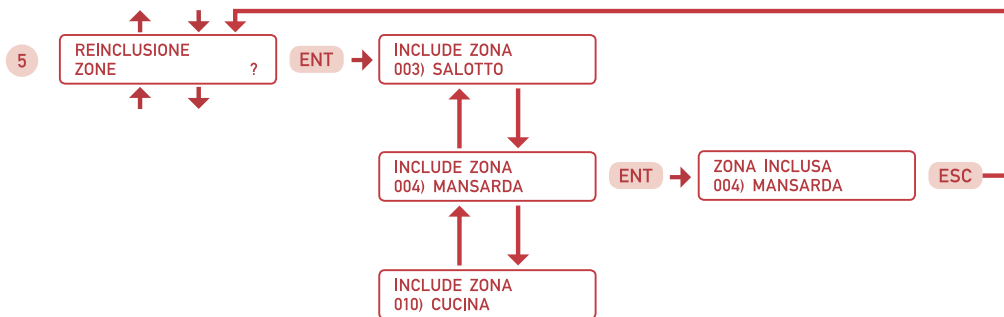 5
REINCLUSIONE
ZONE ?
ENT
INCLUDE ZONA
003) SALOTTO
INCLUDE ZONA
004) MANSARDA
ENT
ZONA INCLUSA
004) MANSARDA
ESC
INCLUDE ZONA
010) CUCINA